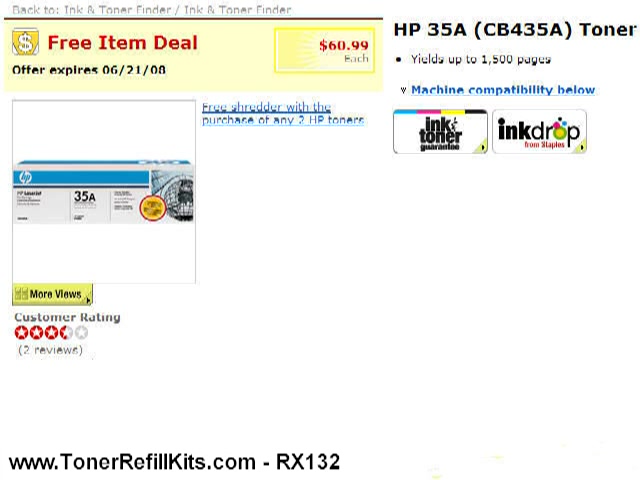 Back to: Ink & Toner Finder / Ink & Toner Finder
Free Item Deal
$60.99
Each
Offer expires 06/21/08
HP 35A (CB435A) Toner
Yields up to 1,500 pages
Machine compatibility below
ink
toner
guarantee
inkdrop
from Staples
Free shredder with the
purchase of any 2 HP toners
hp
HP LaserJet
35A
More Views
Customer Rating
(2 reviews)
www.TonerRefillKits.com - RX132